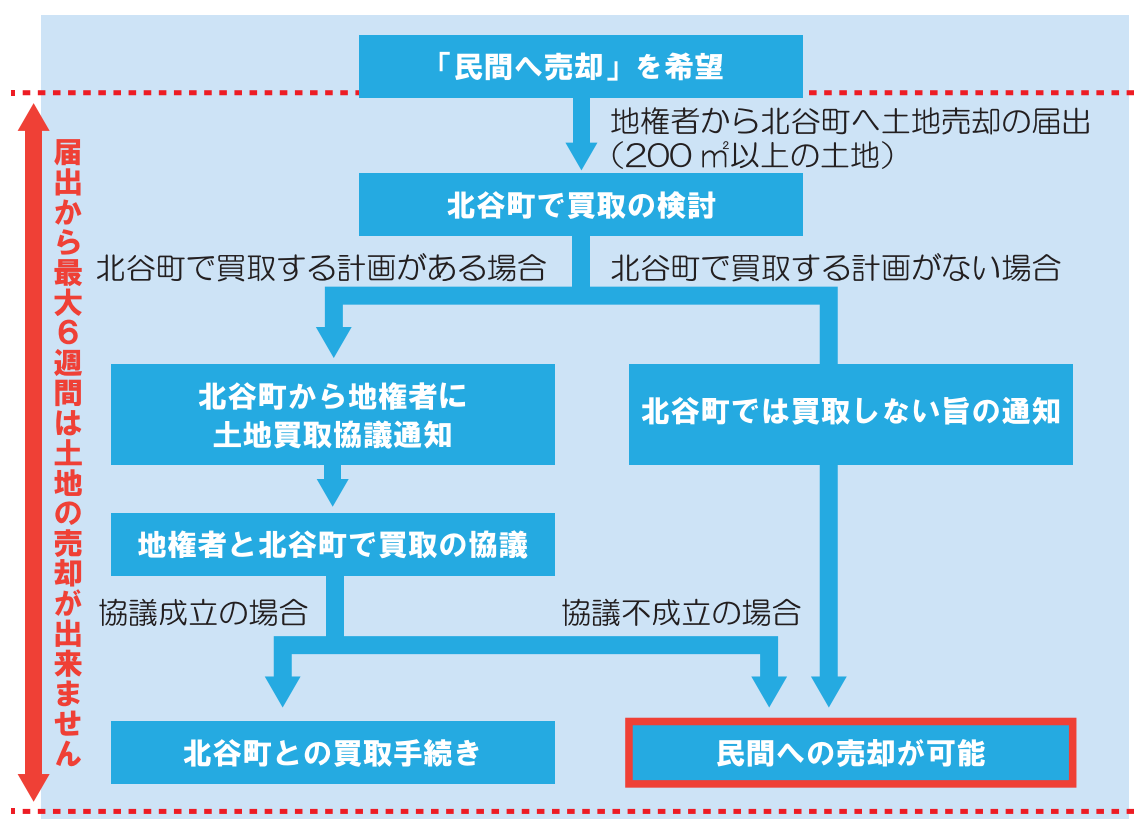 「民間へ売却」を希望
地権者から北谷町へ土地売却の届出
（200 ㎡以上の土地）
北谷町で買取の検討
北谷町で買取する計画がある場合
北谷町で買取する計画がない場合
北谷町から地権者に
土地買取協議通知
北谷町では買取しない旨の通知
地権者と北谷町で買取の協議
協議成立の場合
協議不成立の場合
北谷町との買取手続き
民間への売却が可能
届出から最大６週間は土地の売却が出来ません